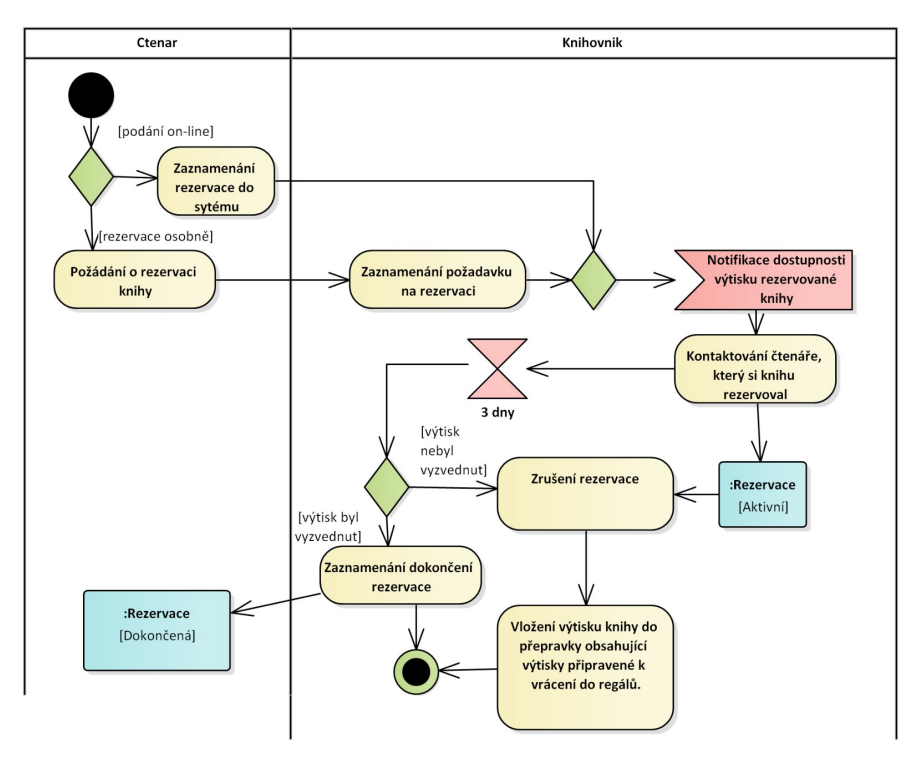 Ctenar
Knihovnik
[podání on-line]
Zaznamenání
rezervace do
sytému
[rezervace osobně]
Požádání o rezervaci
knihy
Zaznamenání požadavku
na rezervaci
Notifikace dostupnosti
výtisku rezervované
knihy
Kontaktování čtenáře,
který si knihu
rezervoval
3 dny
[výtisk
nebyl
vyzvednut]
Zrušení rezervace
:Rezervace
[Aktivní]
[výtisk byl
vyzvednut]
Zaznamenání dokončení
rezervace
:Rezervace
[Dokončená]
Vložení výtisku knihy do
přepravky obsahující
výtisky připravené k
vrácení do regálů.